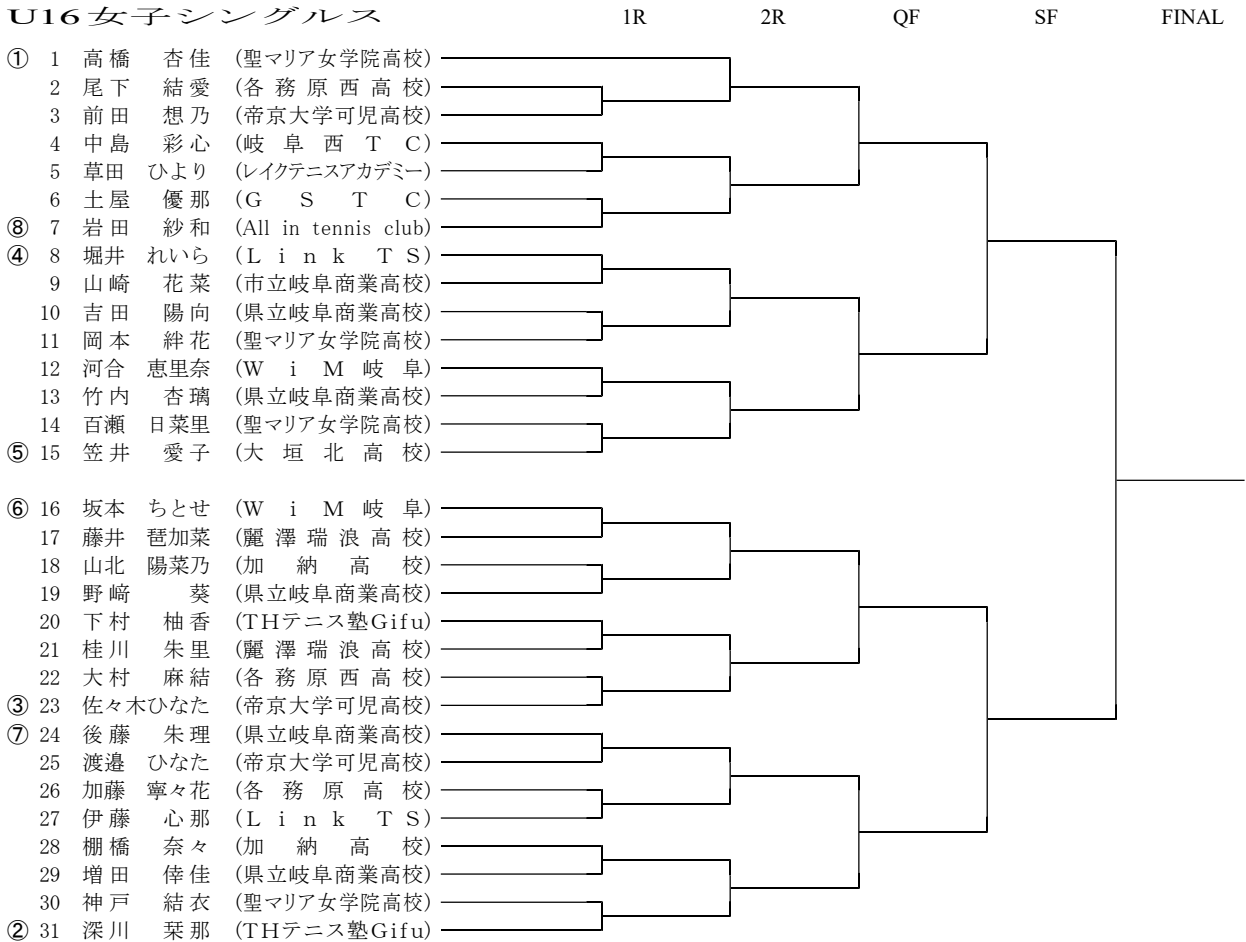 U16女子シングルス 1R 2R QF SF FINAL
① 1 高橋 杏佳 (聖マリア女学院高校)
2 尾下 結愛 (各務原西高校)
3 前田 想乃 (帝京大学可児高校)
4 中島 彩心 (岐阜西TC)
5 草田 ひより (レイクテニスアカデミー)
6 土屋 優那 (GSTC)
⑧ 7 岩田 紗和 (All in tennis club)
④ 8 堀井 れいら (Link TS)
9 山崎 花菜 (市立岐阜商業高校)
10 吉田 陽向 (県立岐阜商業高校)
11 岡本 絆花 (聖マリア女学院高校)
12 河合 恵里奈 (WiM岐阜)
13 竹内 杏璃 (県立岐阜商業高校)
14 百瀬 日菜里 (聖マリア女学院高校)
⑤ 15 笠井 愛子 (大垣北高校)
⑥ 16 坂本 ちとせ (WiM岐阜)
17 藤井 琶加菜 (麗澤瑞浪高校)
18 山北 陽菜乃 (加納高校)
19 野﨑 葵 (県立岐阜商業高校)
20 下村 柚香 (THテニス塾Gifu)
21 桂川 朱里 (麗澤瑞浪高校)
22 大村 麻結 (各務原西高校)
③ 23 佐々木ひなた (帝京大学可児高校)
⑦ 24 後藤 朱理 (県立岐阜商業高校)
25 渡邉 ひなた (帝京大学可児高校)
26 加藤 寧々花 (各務原高校)
27 伊藤 心那 (Link TS)
28 棚橋 奈々 (加納高校)
29 増田 倖佳 (県立岐阜商業高校)
30 神戸 結衣 (聖マリア女学院高校)
② 31 深川 栞那 (THテニス塾Gifu)